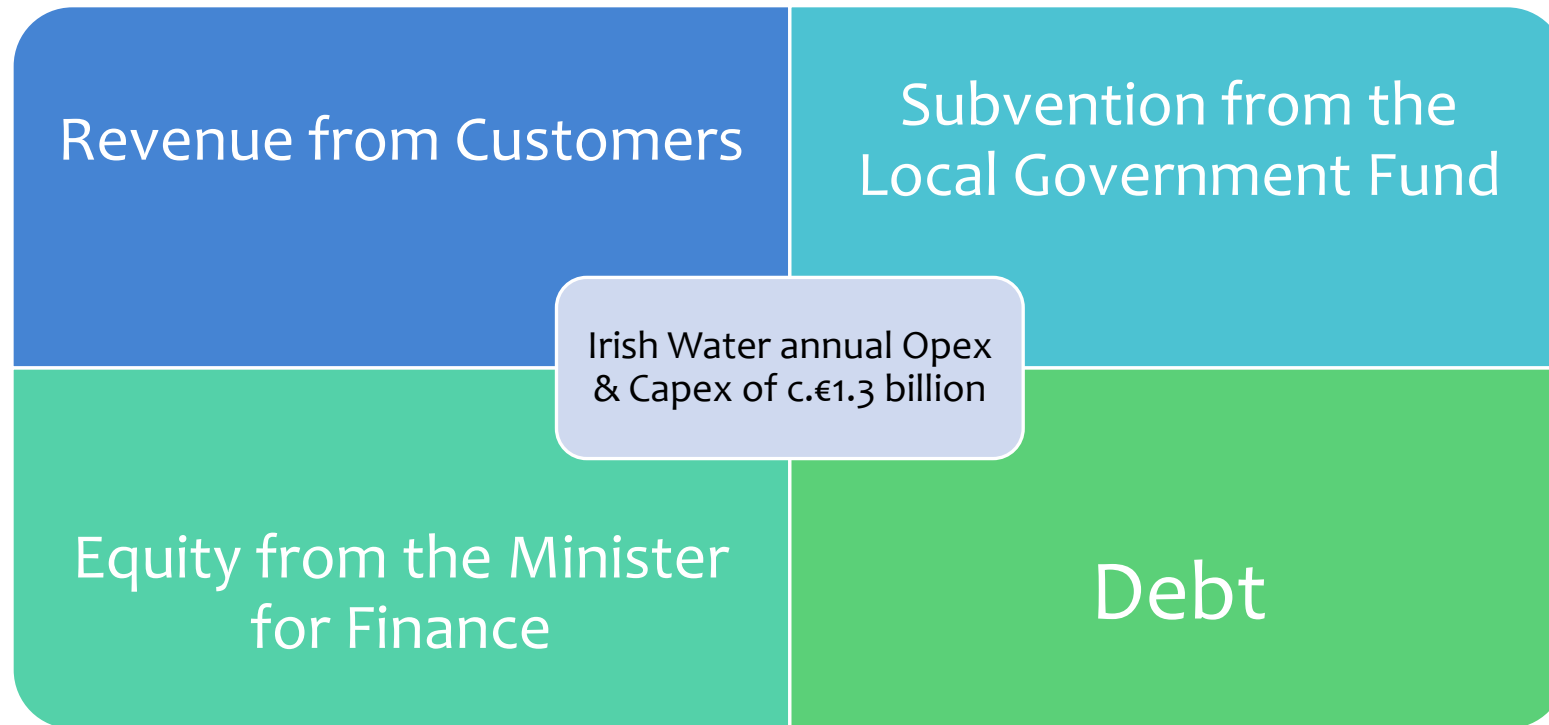 Revenue from Customers
Subvention from the
Local Government Fund
Irish Water annual Opex
& Capex of c.€1.3 billion
Equity from the Minister
for Finance
Debt